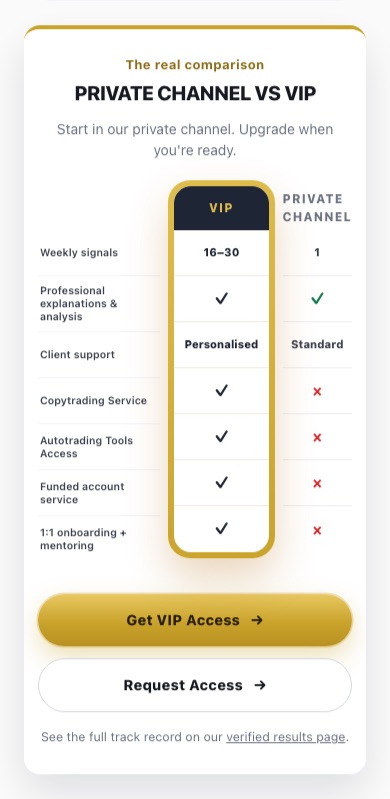 The real comparison
PRIVATE CHANNEL VS VIP
Start in our private channel. Upgrade when
you're ready.
VIP
PRIVATE
CHANNEL
Weekly signals 16–30 1
Professional
explanations &
analysis
Client support Personalised Standard
Copytrading Service
Autotrading Tools
Access
Funded account
service
1:1 onboarding +
mentoring
Get VIP Access →
Request Access →
See the full track record on our verified results page.